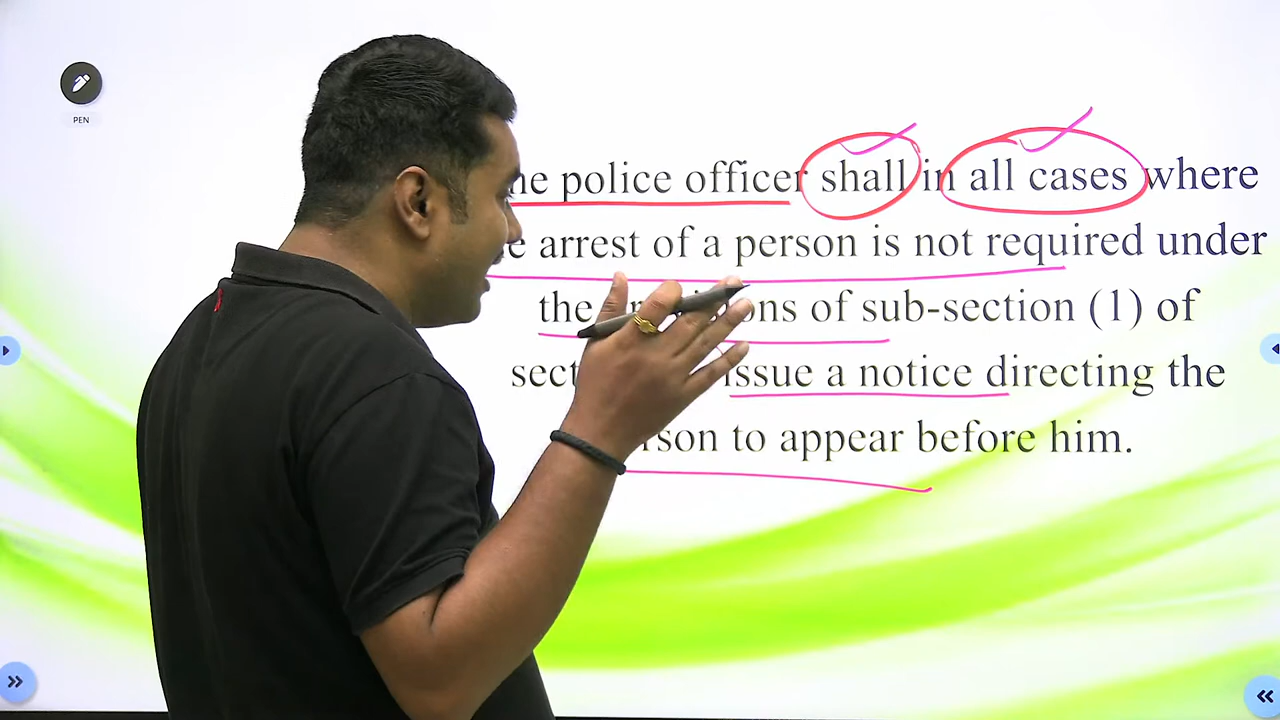 PEN
he police officer shall in all cases where
e arrest of a person is not required under
the ons of sub-section (1) of
sect issue a notice directing the
rson to appear before him.